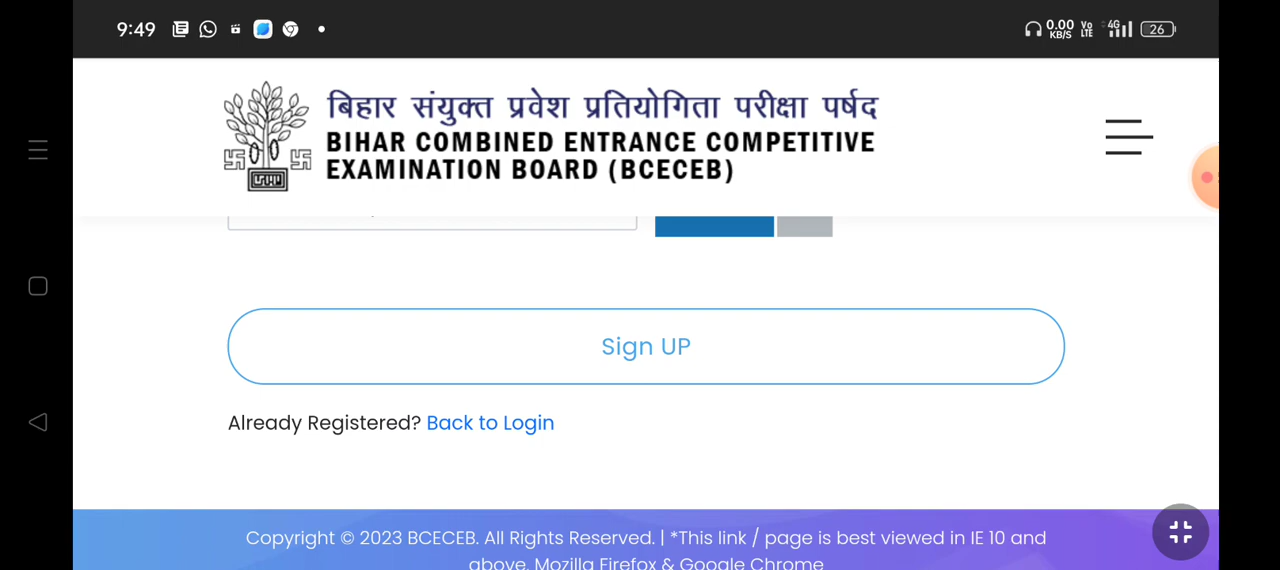 9:49
0.00
KB/S
Vo
LTE
4G
26
बिहार संयुक्त प्रवेश प्रतियोगिता परीक्षा पर्षद
BIHAR COMBINED ENTRANCE COMPETITIVE
EXAMINATION BOARD (BCECEB)
Sign UP
Already Registered? Back to Login
Copyright © 2023 BCECEB. All Rights Reserved. | *This link / page is best viewed in IE 10 and
above, Mozilla Firefox & Google Chrome